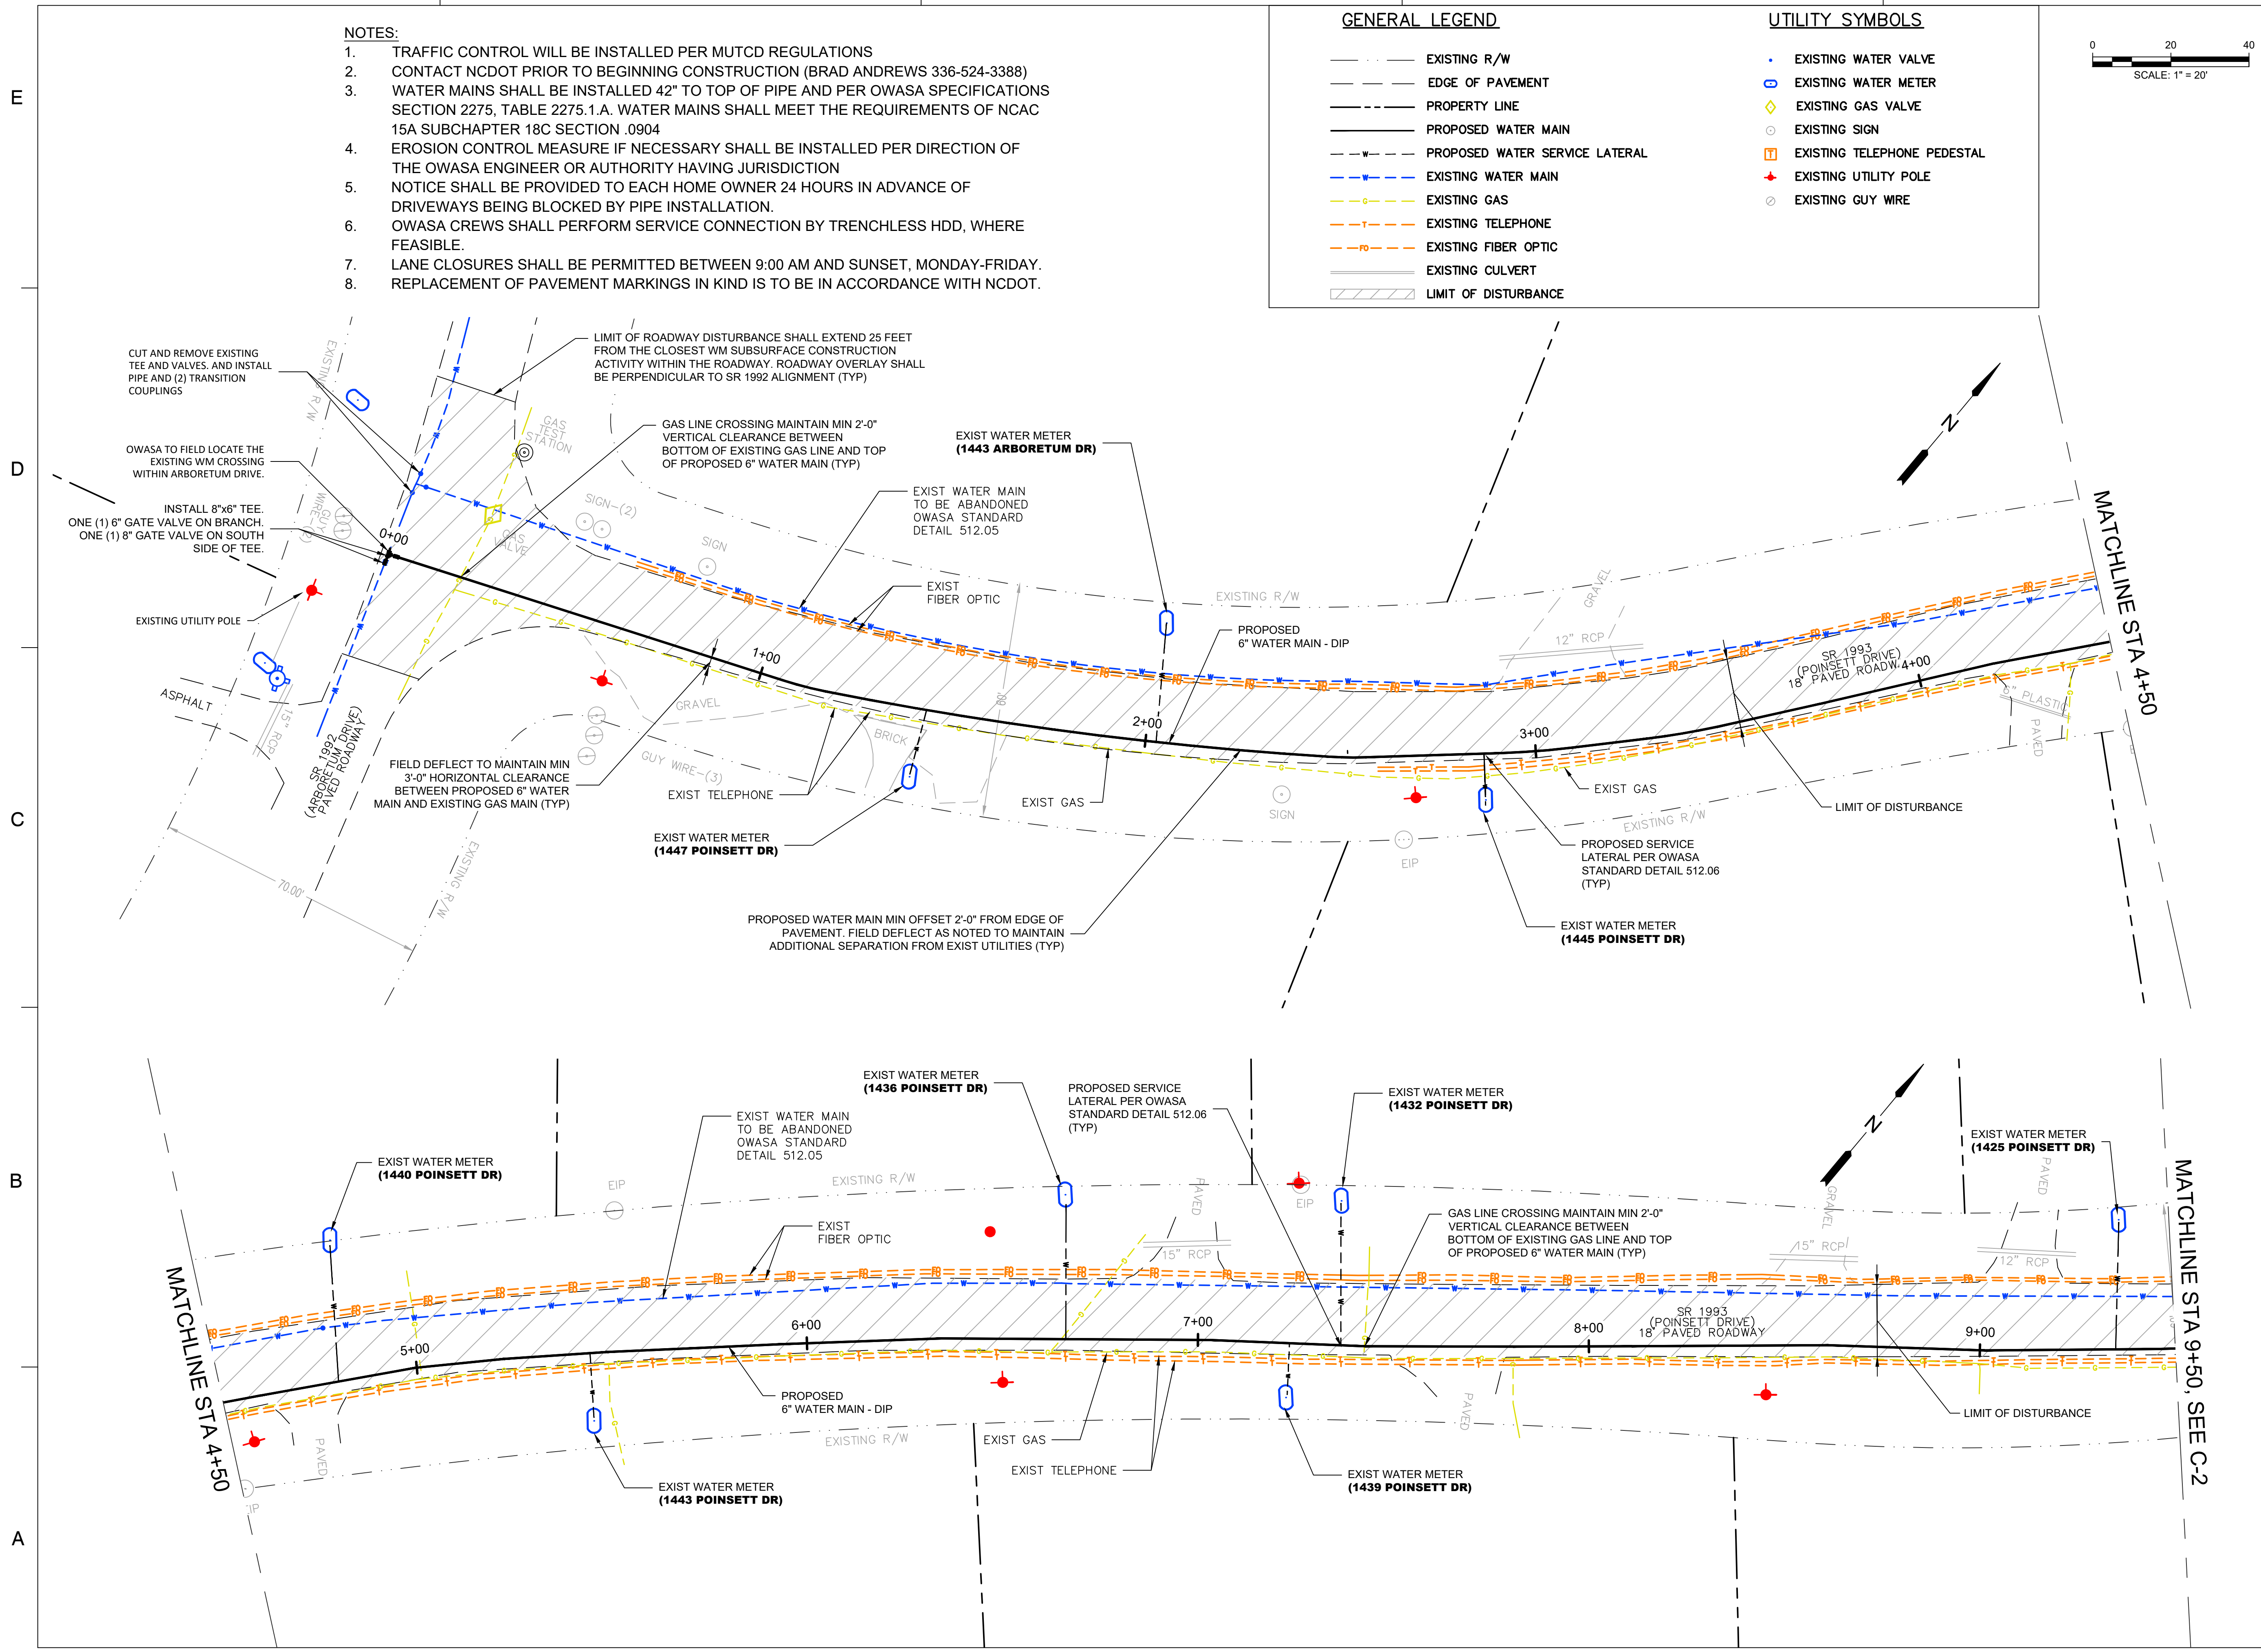 NOTES:
1. TRAFFIC CONTROL WILL BE INSTALLED PER MUTCD REGULATIONS
2. CONTACT NCDOT PRIOR TO BEGINNING CONSTRUCTION (BRAD ANDREWS 336-524-3388)
3. WATER MAINS SHALL BE INSTALLED 42" TO TOP OF PIPE AND PER OWASA SPECIFICATIONS
SECTION 2275, TABLE 2275.1.A. WATER MAINS SHALL MEET THE REQUIREMENTS OF NCAC
15A SUBCHAPTER 18C SECTION .0904
4. EROSION CONTROL MEASURE IF NECESSARY SHALL BE INSTALLED PER DIRECTION OF
THE OWASA ENGINEER OR AUTHORITY HAVING JURISDICTION
5. NOTICE SHALL BE PROVIDED TO EACH HOME OWNER 24 HOURS IN ADVANCE OF
DRIVEWAYS BEING BLOCKED BY PIPE INSTALLATION.
6. OWASA CREWS SHALL PERFORM SERVICE CONNECTION BY TRENCHLESS HDD, WHERE
FEASIBLE.
7. LANE CLOSURES SHALL BE PERMITTED BETWEEN 9:00 AM AND SUNSET, MONDAY-FRIDAY.
8. REPLACEMENT OF PAVEMENT MARKINGS IN KIND IS TO BE IN ACCORDANCE WITH NCDOT.
GENERAL LEGEND
EXISTING R/W
EDGE OF PAVEMENT
PROPERTY LINE
PROPOSED WATER MAIN
W PROPOSED WATER SERVICE LATERAL
W EXISTING WATER MAIN
G EXISTING GAS
T EXISTING TELEPHONE
FO EXISTING FIBER OPTIC
EXISTING CULVERT
LIMIT OF DISTURBANCE
UTILITY SYMBOLS
EXISTING WATER VALVE
EXISTING WATER METER
EXISTING GAS VALVE
EXISTING SIGN
T EXISTING TELEPHONE PEDESTAL
EXISTING UTILITY POLE
EXISTING GUY WIRE
0 20 40
SCALE: 1" = 20'
E
D
C
B
A
CUT AND REMOVE EXISTING
TEE AND VALVES. AND INSTALL
PIPE AND (2) TRANSITION
COUPLINGS
OWASA TO FIELD LOCATE THE
EXISTING WM CROSSING
WITHIN ARBORETUM DRIVE.
INSTALL 8"x6" TEE.
ONE (1) 6" GATE VALVE ON BRANCH.
ONE (1) 8" GATE VALVE ON SOUTH
SIDE OF TEE.
EXISTING UTILITY POLE
ASPHALT
15" RCP
SR 1992
(ARBORETUM DRIVE)
PAVED ROADWAY
70.00'
EXISTING R/W
EXISTING R/W
GUY
WIRE-(2)
LIMIT OF ROADWAY DISTURBANCE SHALL EXTEND 25 FEET
FROM THE CLOSEST WM SUBSURFACE CONSTRUCTION
ACTIVITY WITHIN THE ROADWAY. ROADWAY OVERLAY SHALL
BE PERPENDICULAR TO SR 1992 ALIGNMENT (TYP)
GAS
TEST
STATION
GAS LINE CROSSING MAINTAIN MIN 2'-0"
VERTICAL CLEARANCE BETWEEN
BOTTOM OF EXISTING GAS LINE AND TOP
OF PROPOSED 6" WATER MAIN (TYP)
EXIST WATER METER
(1443 ARBORETUM DR)
EXIST WATER MAIN
TO BE ABANDONED
OWASA STANDARD
DETAIL 512.05
SIGN-(2)
SIGN
GAS
VALVE
EXIST
FIBER OPTIC
EXISTING R/W
PROPOSED
6" WATER MAIN - DIP
GRAVEL
12" RCP
SR 1993
(POINSETT DRIVE)
0+00
1+00
2+00
3+00
4+00
N
MATCHLINE STA 4+50
6" PLASTIC
PAVED
GRAVEL
BRICK
GUY WIRE-(3)
FIELD DEFLECT TO MAINTAIN MIN
3'-0" HORIZONTAL CLEARANCE
BETWEEN PROPOSED 6" WATER
MAIN AND EXISTING GAS MAIN (TYP)
EXIST TELEPHONE
EXIST WATER METER
(1447 POINSETT DR)
EXIST GAS
SIGN
EXIST GAS
EXISTING R/W
LIMIT OF DISTURBANCE
EIP
PROPOSED SERVICE
LATERAL PER OWASA
STANDARD DETAIL 512.06
(TYP)
PROPOSED WATER MAIN MIN OFFSET 2'-0" FROM EDGE OF
PAVEMENT. FIELD DEFLECT AS NOTED TO MAINTAIN
ADDITIONAL SEPARATION FROM EXIST UTILITIES (TYP)
EXIST WATER METER
(1445 POINSETT DR)
EXIST WATER METER
(1440 POINSETT DR)
EXIST WATER MAIN
TO BE ABANDONED
OWASA STANDARD
DETAIL 512.05
EXIST WATER METER
(1436 POINSETT DR)
PROPOSED SERVICE
LATERAL PER OWASA
STANDARD DETAIL 512.06
(TYP)
EXIST WATER METER
(1432 POINSETT DR)
EXIST WATER METER
(1425 POINSETT DR)
N
EIP
EXISTING R/W
EXIST
FIBER OPTIC
PAVED
15" RCP
EIP
GAS LINE CROSSING MAINTAIN MIN 2'-0"
VERTICAL CLEARANCE BETWEEN
BOTTOM OF EXISTING GAS LINE AND TOP
OF PROPOSED 6" WATER MAIN (TYP)
GRAVEL
15" RCP
PAVED
12" RCP
SR 1993
(POINSETT DRIVE)
18' PAVED ROADWAY
5+00
6+00
7+00
8+00
9+00
MATCHLINE STA 4+50
MATCHLINE STA 9+50, SEE C-2
PAVED
EXIST WATER METER
(1443 POINSETT DR)
PROPOSED
6" WATER MAIN - DIP
EXISTING R/W
EXIST GAS
EXIST TELEPHONE
EXIST WATER METER
(1439 POINSETT DR)
PAVED
LIMIT OF DISTURBANCE